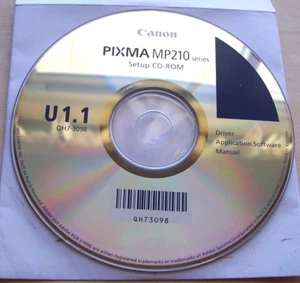 Canon
PIXMA MP210 series
Setup CD-ROM
U1.1
QH7-3098
Driver
Application Software
Manual
QH73098